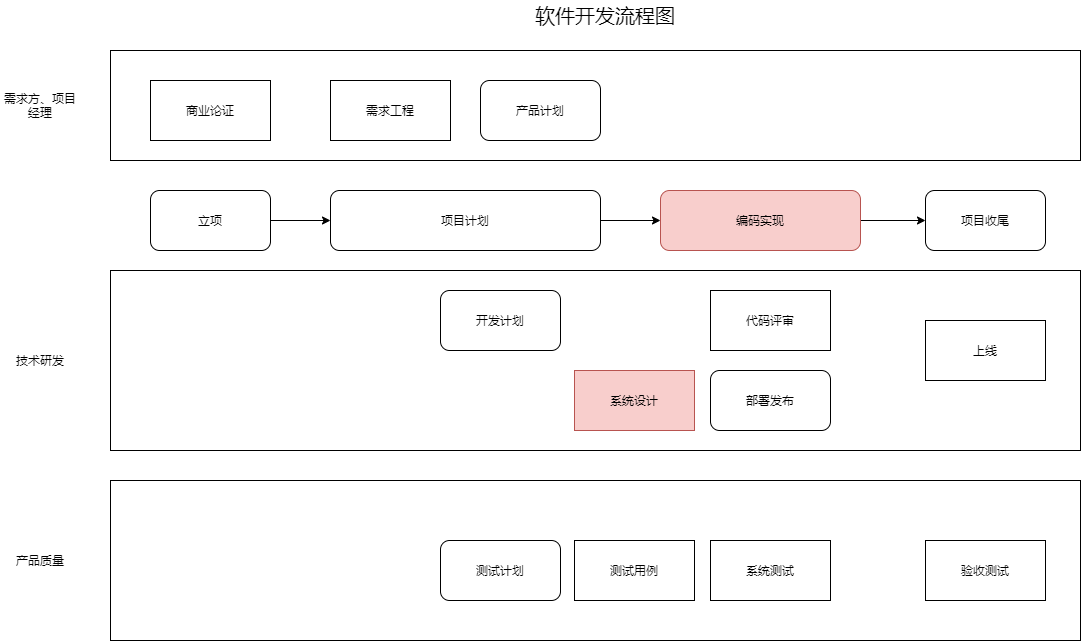 软件开发流程图
需求方、项目
经理
商业论证
需求工程
产品计划
立项
项目计划
编码实现
项目收尾
技术研发
开发计划
代码评审
上线
系统设计
部署发布
产品质量
测试计划
测试用例
系统测试
验收测试